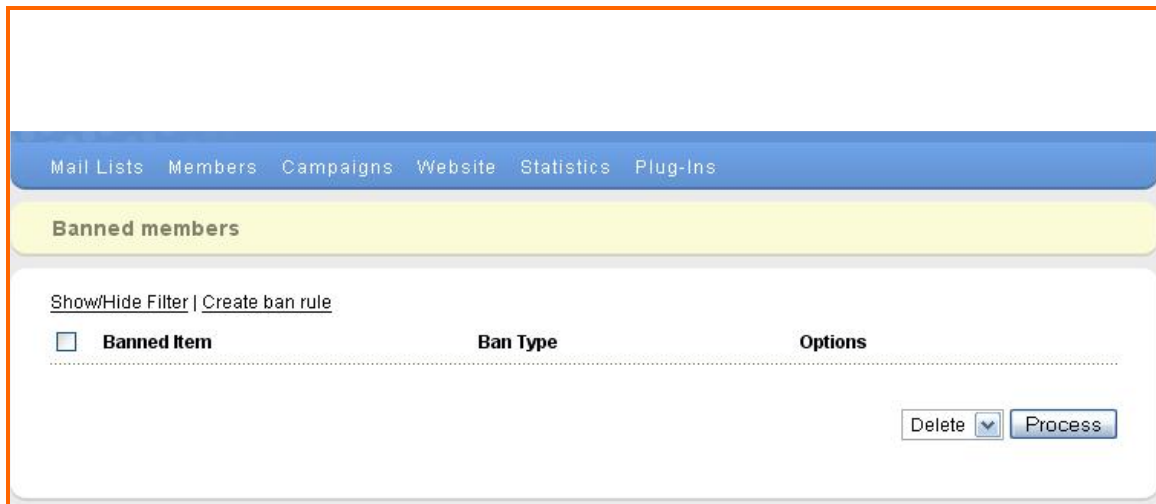 Mail Lists Members Campaigns Website Statistics Plug-Ins
Banned members
Show/Hide Filter | Create ban rule
Banned Item Ban Type Options
Delete Process